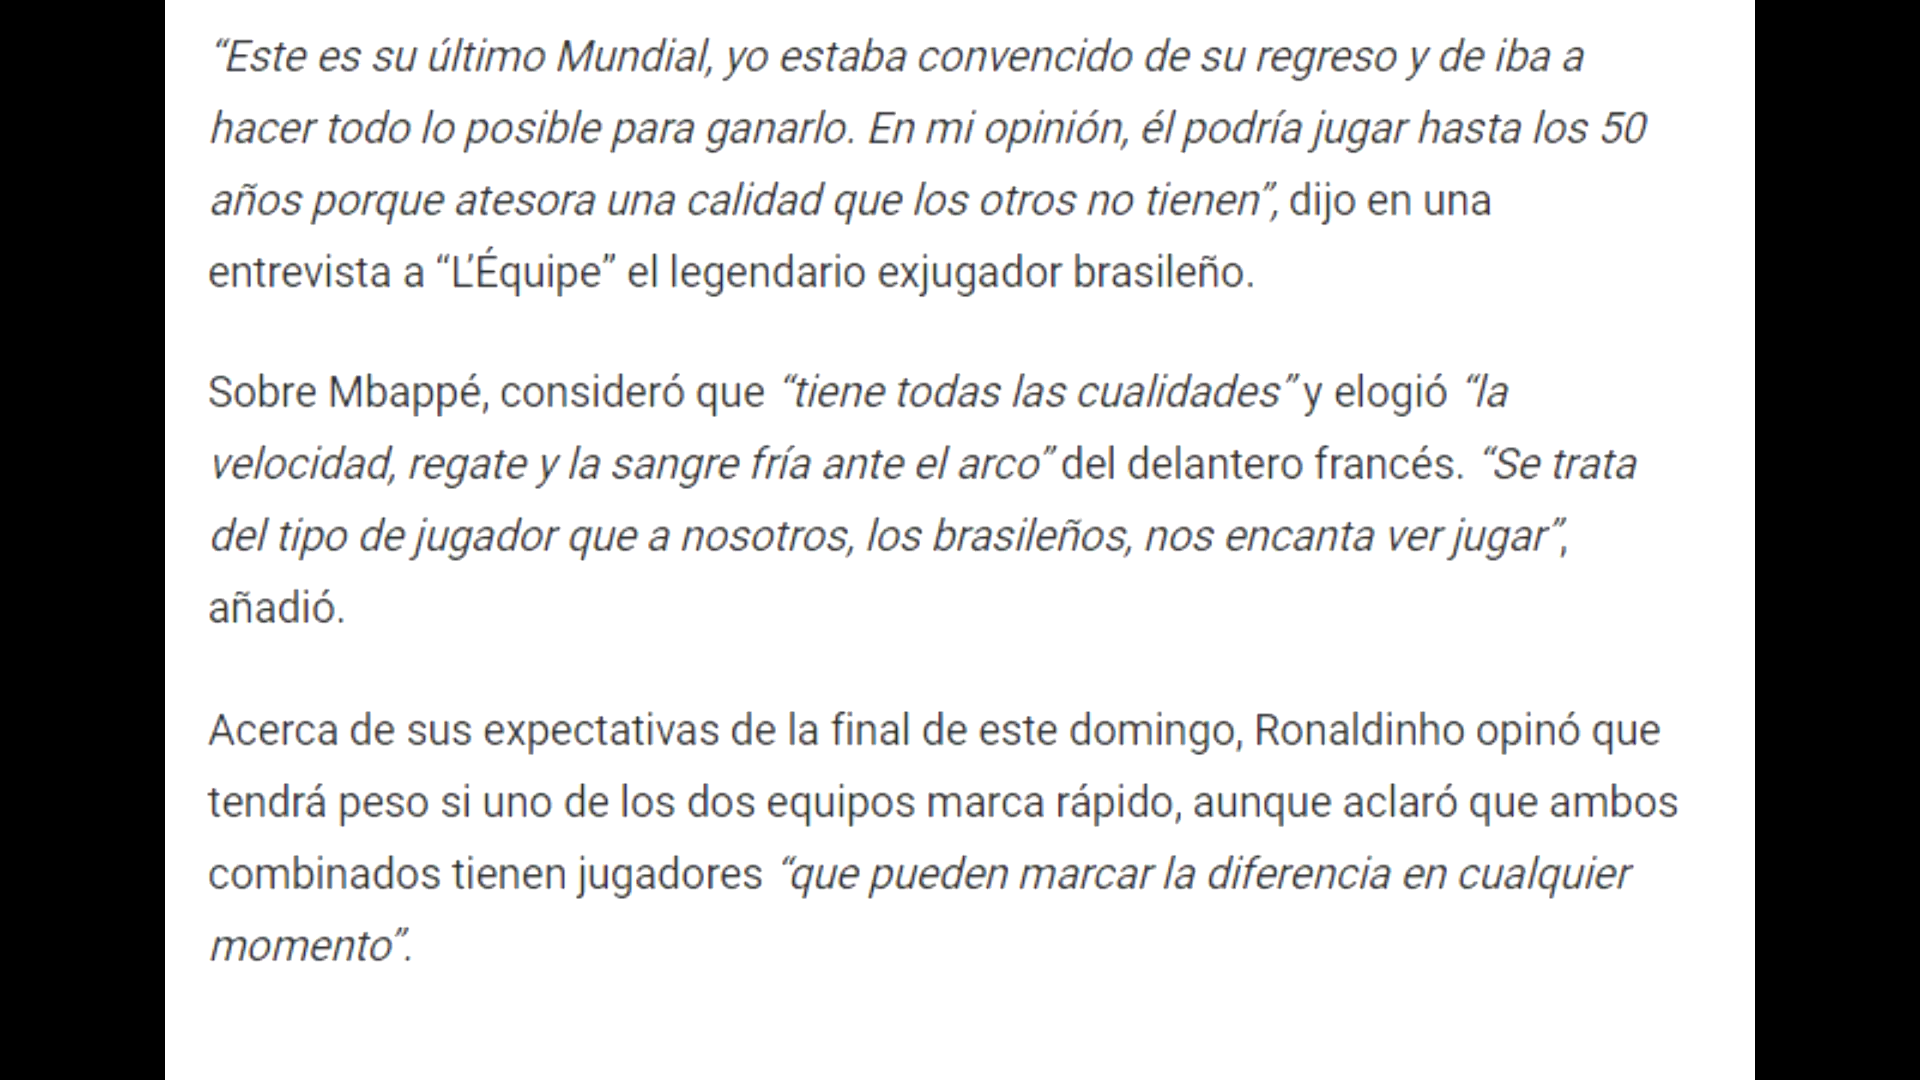 “Este es su último Mundial, yo estaba convencido de su regreso y de iba a
hacer todo lo posible para ganarlo. En mi opinión, él podría jugar hasta los 50
años porque atesora una calidad que los otros no tienen”, dijo en una
entrevista a “L’Équipe” el legendario exjugador brasileño.
Sobre Mbappé, consideró que “tiene todas las cualidades” y elogió “la
velocidad, regate y la sangre fría ante el arco” del delantero francés. “Se trata
del tipo de jugador que a nosotros, los brasileños, nos encanta ver jugar”,
añadió.
Acerca de sus expectativas de la final de este domingo, Ronaldinho opinó que
tendrá peso si uno de los dos equipos marca rápido, aunque aclaró que ambos
combinados tienen jugadores “que pueden marcar la diferencia en cualquier
momento”.